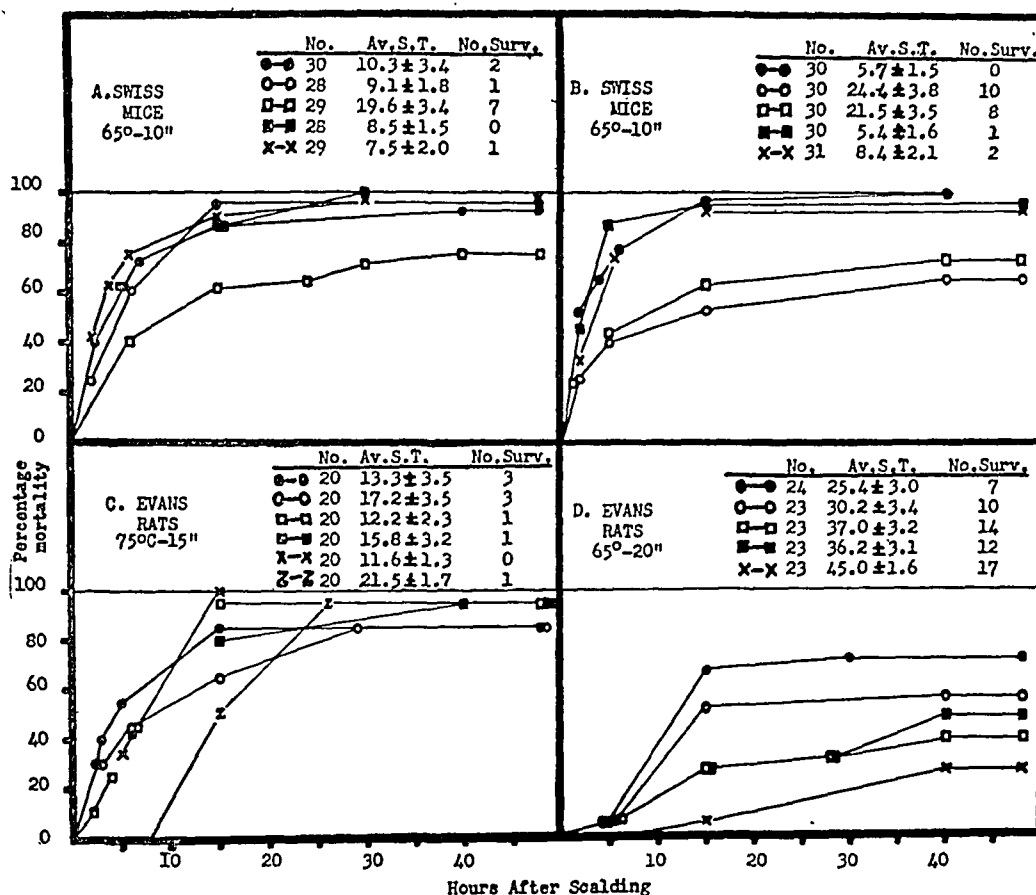 A.SWISS
MICE
65°-10"
No. Av.S.T. No.Surv.
30 10.3±3.4 2
28 9.1±1.8 1
29 19.6±3.4 7
28 8.5±1.5 0
X-X 29 7.5±2.0 1
B. SWISS
MICE
65°-10"
No. Av.S.T. No.Surv.
30 5.7±1.5 0
30 24.4±3.8 10
30 21.5±3.5 8
30 5.4±1.6 1
X-X 31 8.4±2.1 2
100
80
60
40
20
0
C. EVANS
RATS
75°C-15"
No. Av.S.T. No.Surv.
20 13.3±3.5 3
20 17.2±3.5 3
20 12.2±2.3 1
20 15.8±3.2 1
X-X 20 11.6±1.3 0
Z-Z 20 21.5±1.7 1
D. EVANS
RATS
65°-20"
No. Av.S.T. No.Surv.
24 25.4±3.0 7
23 30.2±3.4 10
23 37.0±3.2 14
23 36.2±3.1 12
X-X 23 45.0±1.6 17
Percentage
mortality
100
80
60
40
20
0
10 20 30 40 10 20 30 40
Hours After Scalding